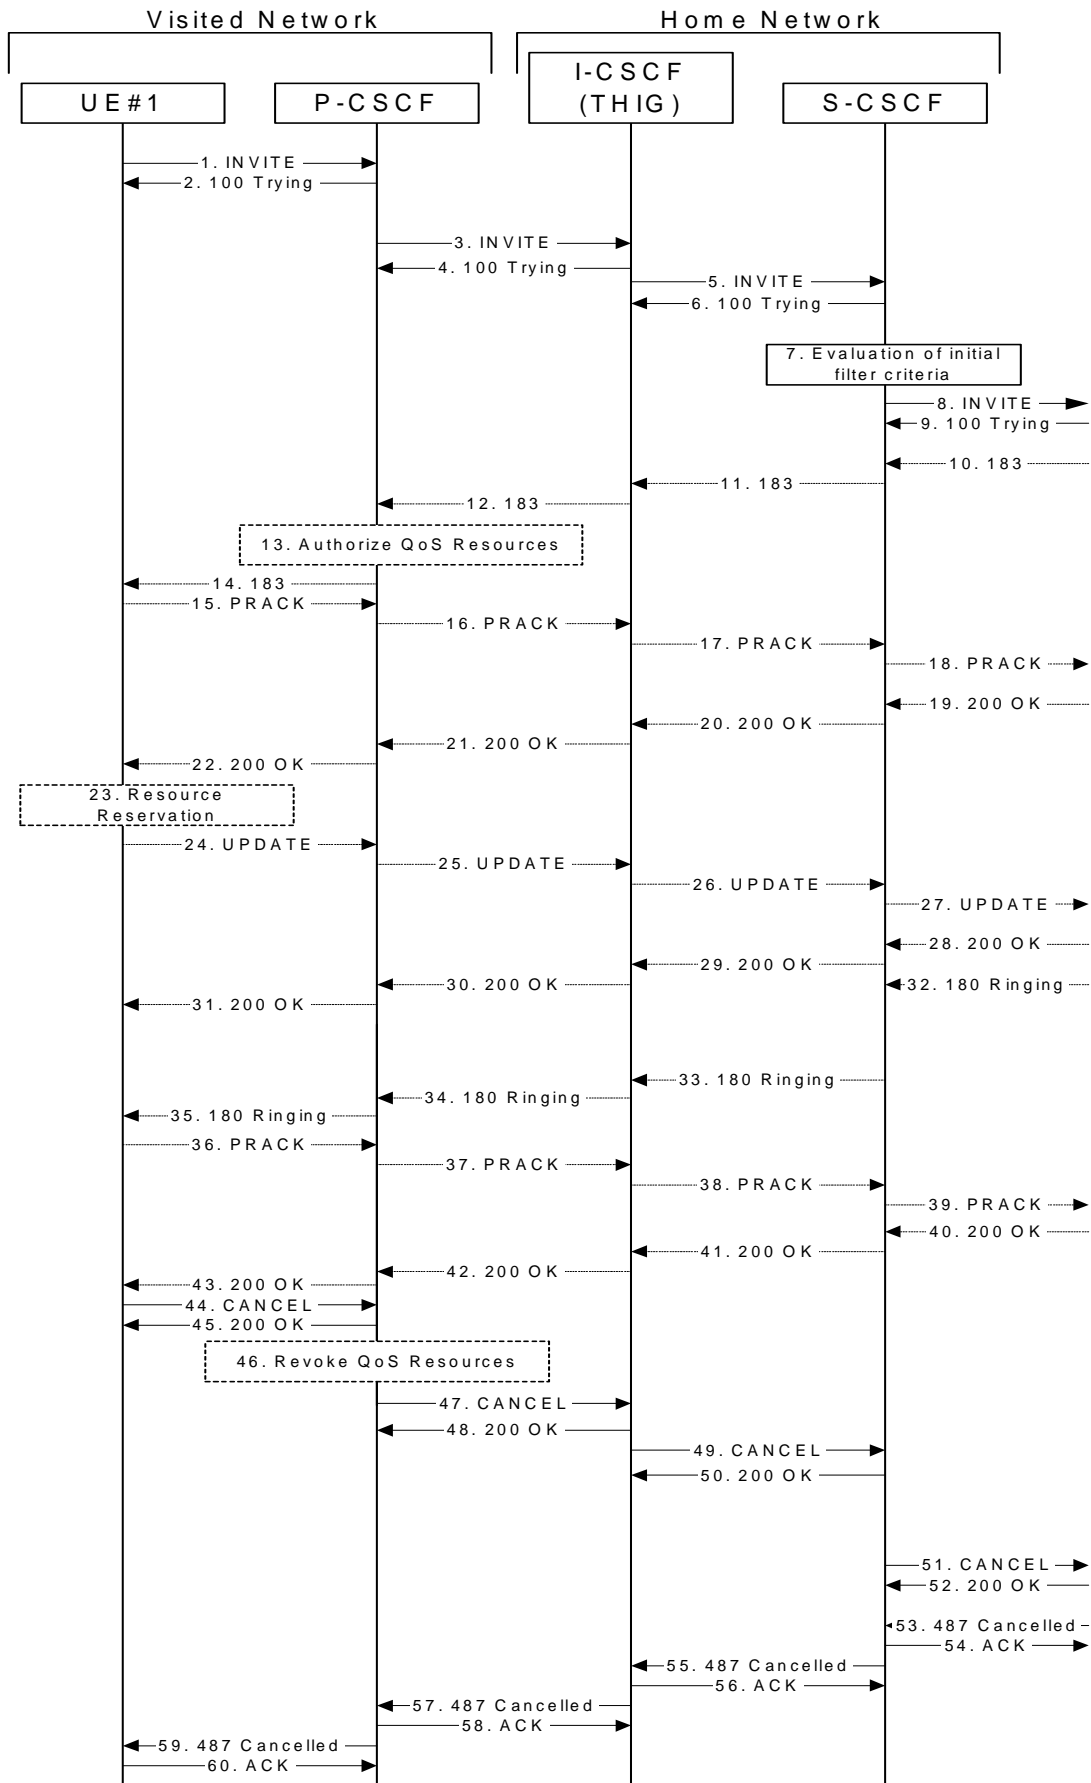 Visited Network
Home Network
UE#1
P-CSCF
I-CSCF
(THIG)
S-CSCF
1. INVITE
2. 100 Trying
3. INVITE
4. 100 Trying
5. INVITE
6. 100 Trying
7. Evaluation of initial
filter criteria
8. INVITE
9. 100 Trying
10. 183
11. 183
12. 183
13. Authorize QoS Resources
14. 183
15. PRACK
16. PRACK
17. PRACK
18. PRACK
19. 200 OK
20. 200 OK
21. 200 OK
22. 200 OK
23. Resource
Reservation
24. UPDATE
25. UPDATE
26. UPDATE
27. UPDATE
28. 200 OK
29. 200 OK
30. 200 OK
32. 180 Ringing
31. 200 OK
33. 180 Ringing
34. 180 Ringing
35. 180 Ringing
36. PRACK
37. PRACK
38. PRACK
39. PRACK
40. 200 OK
41. 200 OK
42. 200 OK
43. 200 OK
44. CANCEL
45. 200 OK
46. Revoke QoS Resources
47. CANCEL
48. 200 OK
49. CANCEL
50. 200 OK
51. CANCEL
52. 200 OK
53. 487 Cancelled
54. ACK
55. 487 Cancelled
56. ACK
57. 487 Cancelled
58. ACK
59. 487 Cancelled
60. ACK